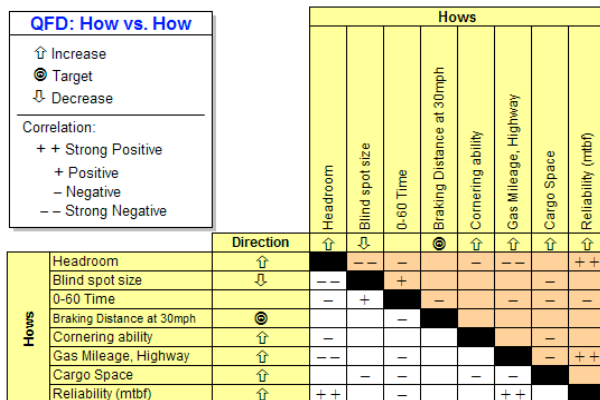 QFD: How vs. How
⇧ Increase
◎ Target
⇩ Decrease
Correlation:
+ + Strong Positive
+ Positive
– Negative
– – Strong Negative
Hows
Headroom
Blind spot size
0-60 Time
Braking Distance at 30mph
Cornering ability
Gas Mileage, Highway
Cargo Space
Reliability (mtbf)
Direction ⇧ ⇩ ◎ ⇧ ⇧ ⇧ ⇧
Hows
Headroom ⇧ – – – – – – + +
Blind spot size ⇩ – – + –
0-60 Time – + – – – –
Braking Distance at 30mph ◎ –
Cornering ability ⇧ – –
Gas Mileage, Highway ⇧ – – – – + +
Cargo Space ⇧ – – – –
Reliability (mtbf) ⇧ + + – + +